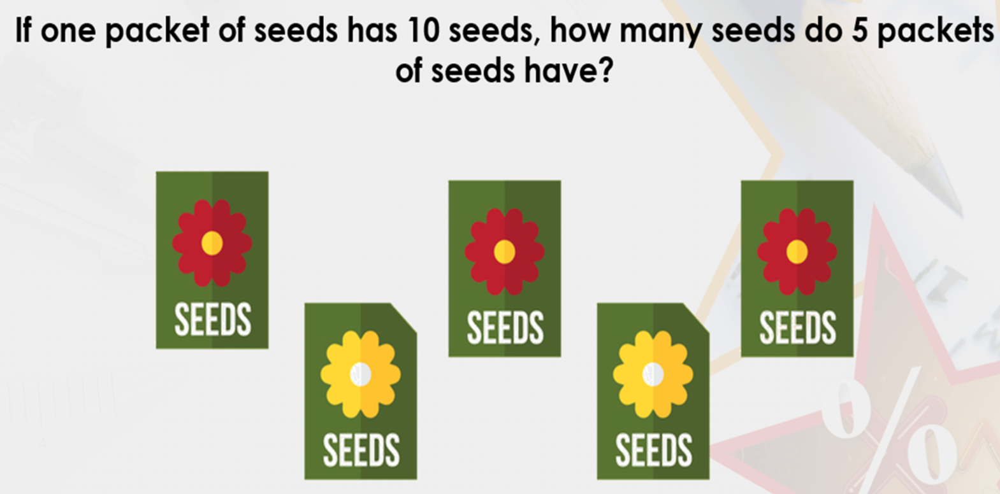 If one packet of seeds has 10 seeds, how many seeds do 5 packets
of seeds have?
SEEDS
SEEDS
SEEDS
SEEDS
SEEDS
%